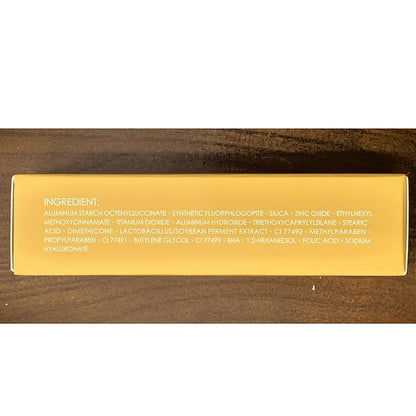 INGREDIENT:
ALUMINUM STARCH OCTENYLSUCCINATE - SYNTHETIC FLUORPHLOGOPITE - SILICA - ZINC OXIDE - ETHYLHEXYL
METHOXYCINNAMATE - TITANIUM DIOXIDE - ALUMINUM HYDROXIDE - TRIETHOXYCAPRYLYLSILANE - STEARIC
ACID - DIMETHICONE - LACTOBACILLUS/SOYBEAN FERMENT EXTRACT - CI 77492 - METHYLPARABEN -
PROPYLPARABEN - CI 77491 - BUTYLENE GLYCOL - CI 77499 - BHA - 1,2-HEXANEDIOL - FOLIC ACID - SODIUM
HYALURONATE